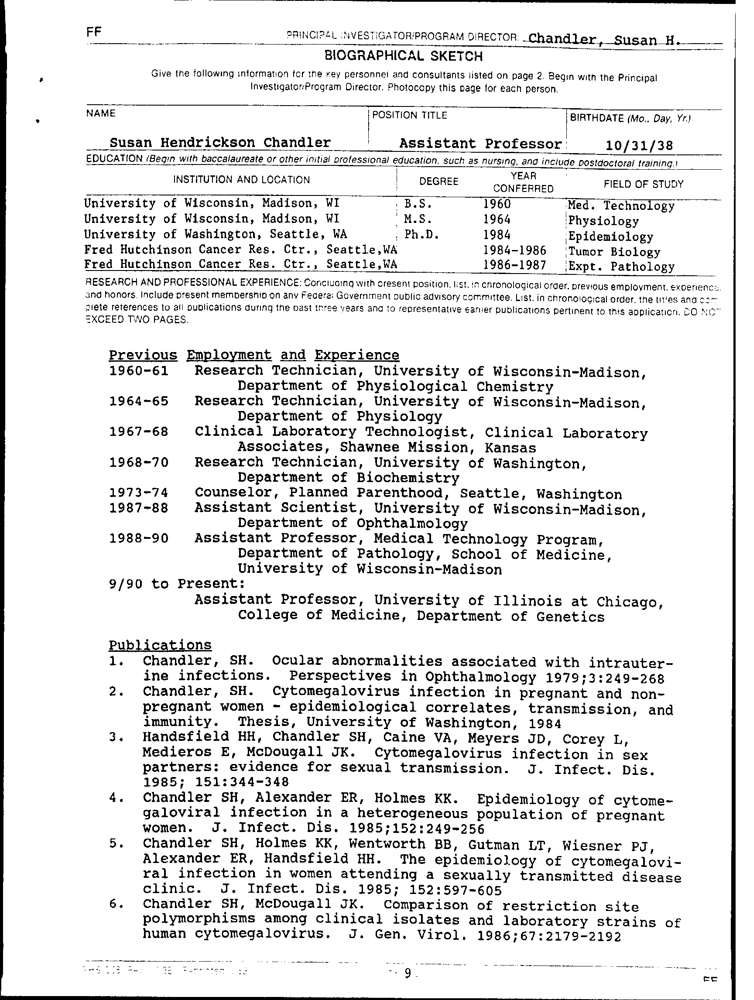 FF
PRINCIPAL INVESTIGATOR/PROGRAM DIRECTOR: Chandler, Susan H.
BIOGRAPHICAL SKETCH
Give the following information for the key personnel and consultants listed on page 2. Begin with the Principal
Investigator/Program Director. Photocopy this page for each person.
NAME POSITION TITLE BIRTHDATE (Mo., Day, Yr.)
Susan Hendrickson Chandler Assistant Professor 10/31/38
EDUCATION (Begin with baccalaureate or other initial professional education, such as nursing, and include postdoctoral training.)
INSTITUTION AND LOCATION DEGREE YEAR CONFERRED FIELD OF STUDY
University of Wisconsin, Madison, WI B.S. 1960 Med. Technology
University of Wisconsin, Madison, WI M.S. 1964 Physiology
University of Washington, Seattle, WA Ph.D. 1984 Epidemiology
Fred Hutchinson Cancer Res. Ctr., Seattle,WA 1984-1986 Tumor Biology
Fred Hutchinson Cancer Res. Ctr., Seattle,WA 1986-1987 Expt. Pathology
RESEARCH AND PROFESSIONAL EXPERIENCE: Concluding with present position, list, in chronological order, previous employment, experience,
and honors. Include present membership on any Federal Government public advisory committee. List, in chronological order, the titles and com-
plete references to all publications during the past three years and to representative earlier publications pertinent to this application. DO NOT
EXCEED TWO PAGES.
Previous Employment and Experience
1960-61 Research Technician, University of Wisconsin-Madison,
Department of Physiological Chemistry
1964-65 Research Technician, University of Wisconsin-Madison,
Department of Physiology
1967-68 Clinical Laboratory Technologist, Clinical Laboratory
Associates, Shawnee Mission, Kansas
1968-70 Research Technician, University of Washington,
Department of Biochemistry
1973-74 Counselor, Planned Parenthood, Seattle, Washington
1987-88 Assistant Scientist, University of Wisconsin-Madison,
Department of Ophthalmology
1988-90 Assistant Professor, Medical Technology Program,
Department of Pathology, School of Medicine,
University of Wisconsin-Madison
9/90 to Present:
Assistant Professor, University of Illinois at Chicago,
College of Medicine, Department of Genetics
Publications
1. Chandler, SH. Ocular abnormalities associated with intrauter-
ine infections. Perspectives in Ophthalmology 1979;3:249-268
2. Chandler, SH. Cytomegalovirus infection in pregnant and non-
pregnant women - epidemiological correlates, transmission, and
immunity. Thesis, University of Washington, 1984
3. Handsfield HH, Chandler SH, Caine VA, Meyers JD, Corey L,
Medieros E, McDougall JK. Cytomegalovirus infection in sex
partners: evidence for sexual transmission. J. Infect. Dis.
1985; 151:344-348
4. Chandler SH, Alexander ER, Holmes KK. Epidemiology of cytome-
galoviral infection in a heterogeneous population of pregnant
women. J. Infect. Dis. 1985;152:249-256
5. Chandler SH, Holmes KK, Wentworth BB, Gutman LT, Wiesner PJ,
Alexander ER, Handsfield HH. The epidemiology of cytomegalovi-
ral infection in women attending a sexually transmitted disease
clinic. J. Infect. Dis. 1985; 152:597-605
6. Chandler SH, McDougall JK. Comparison of restriction site
polymorphisms among clinical isolates and laboratory strains of
human cytomegalovirus. J. Gen. Virol. 1986;67:2179-2192
9
FF